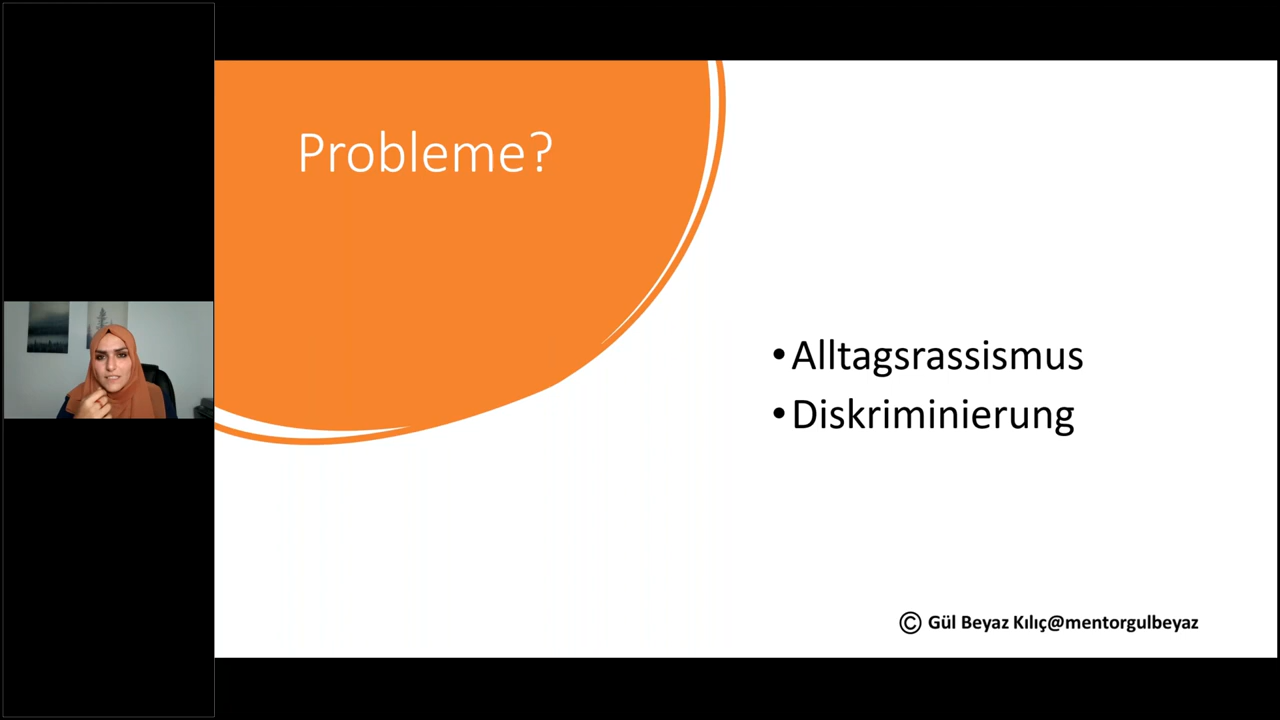 Probleme?
•Alltagsrassismus
•Diskriminierung
© Gül Beyaz Kılıç@mentorgulbeyaz